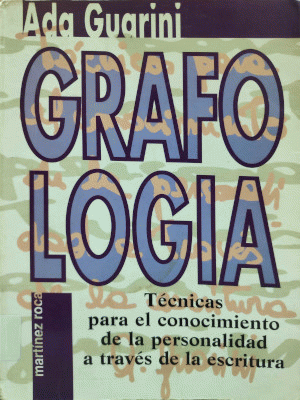 Ada Guarini
GRAFO
LOGIA
Técnicas
para el conocimiento
de la personalidad
a través de la escritura
martínez roca